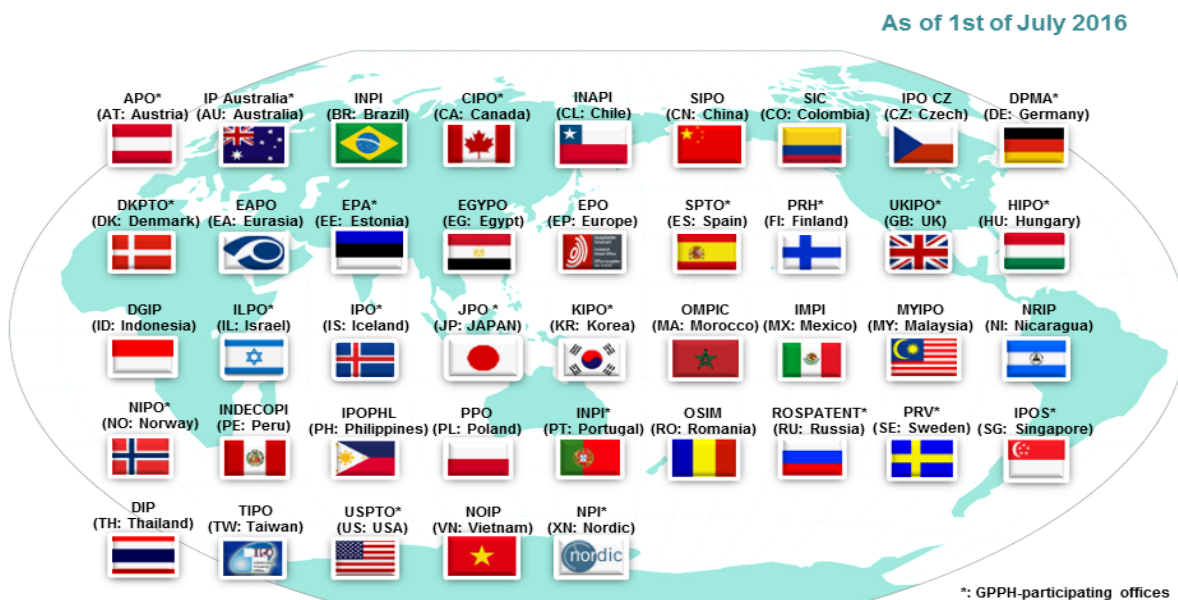 As of 1st of July 2016
APO*
(AT: Austria)
IP Australia*
(AU: Australia)
INPI
(BR: Brazil)
CIPO*
(CA: Canada)
INAPI
(CL: Chile)
SIPO
(CN: China)
SIC
(CO: Colombia)
IPO CZ
(CZ: Czech)
DPMA*
(DE: Germany)
DKPTO*
(DK: Denmark)
EAPO
(EA: Eurasia)
EPA*
(EE: Estonia)
EGYPO
(EG: Egypt)
EPO
(EP: Europe)
SPTO*
(ES: Spain)
PRH*
(FI: Finland)
UKIPO*
(GB: UK)
HIPO*
(HU: Hungary)
DGIP
(ID: Indonesia)
ILPO*
(IL: Israel)
IPO*
(IS: Iceland)
JPO*
(JP: JAPAN)
KIPO*
(KR: Korea)
OMPIC
(MA: Morocco)
IMPI
(MX: Mexico)
MYIPO
(MY: Malaysia)
NRIP
(NI: Nicaragua)
NIPO*
(NO: Norway)
INDECOPI
(PE: Peru)
IPOPHL
(PH: Philippines)
PPO
(PL: Poland)
INPI*
(PT: Portugal)
OSIM
(RO: Romania)
ROSPATENT*
(RU: Russia)
PRV*
(SE: Sweden)
IPOS*
(SG: Singapore)
DIP
(TH: Thailand)
TIPO
(TW: Taiwan)
USPTO*
(US: USA)
NOIP
(VN: Vietnam)
NPI*
(XN: Nordic)
nordic
*: GPPH-participating offices